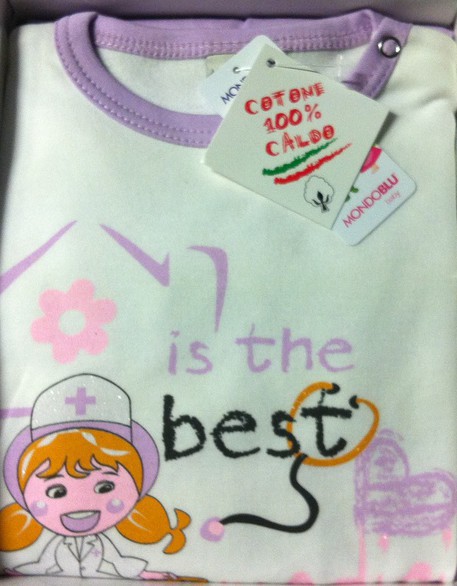 COTONE
100%
CALDO
MONDOBLU
baby
is the
best